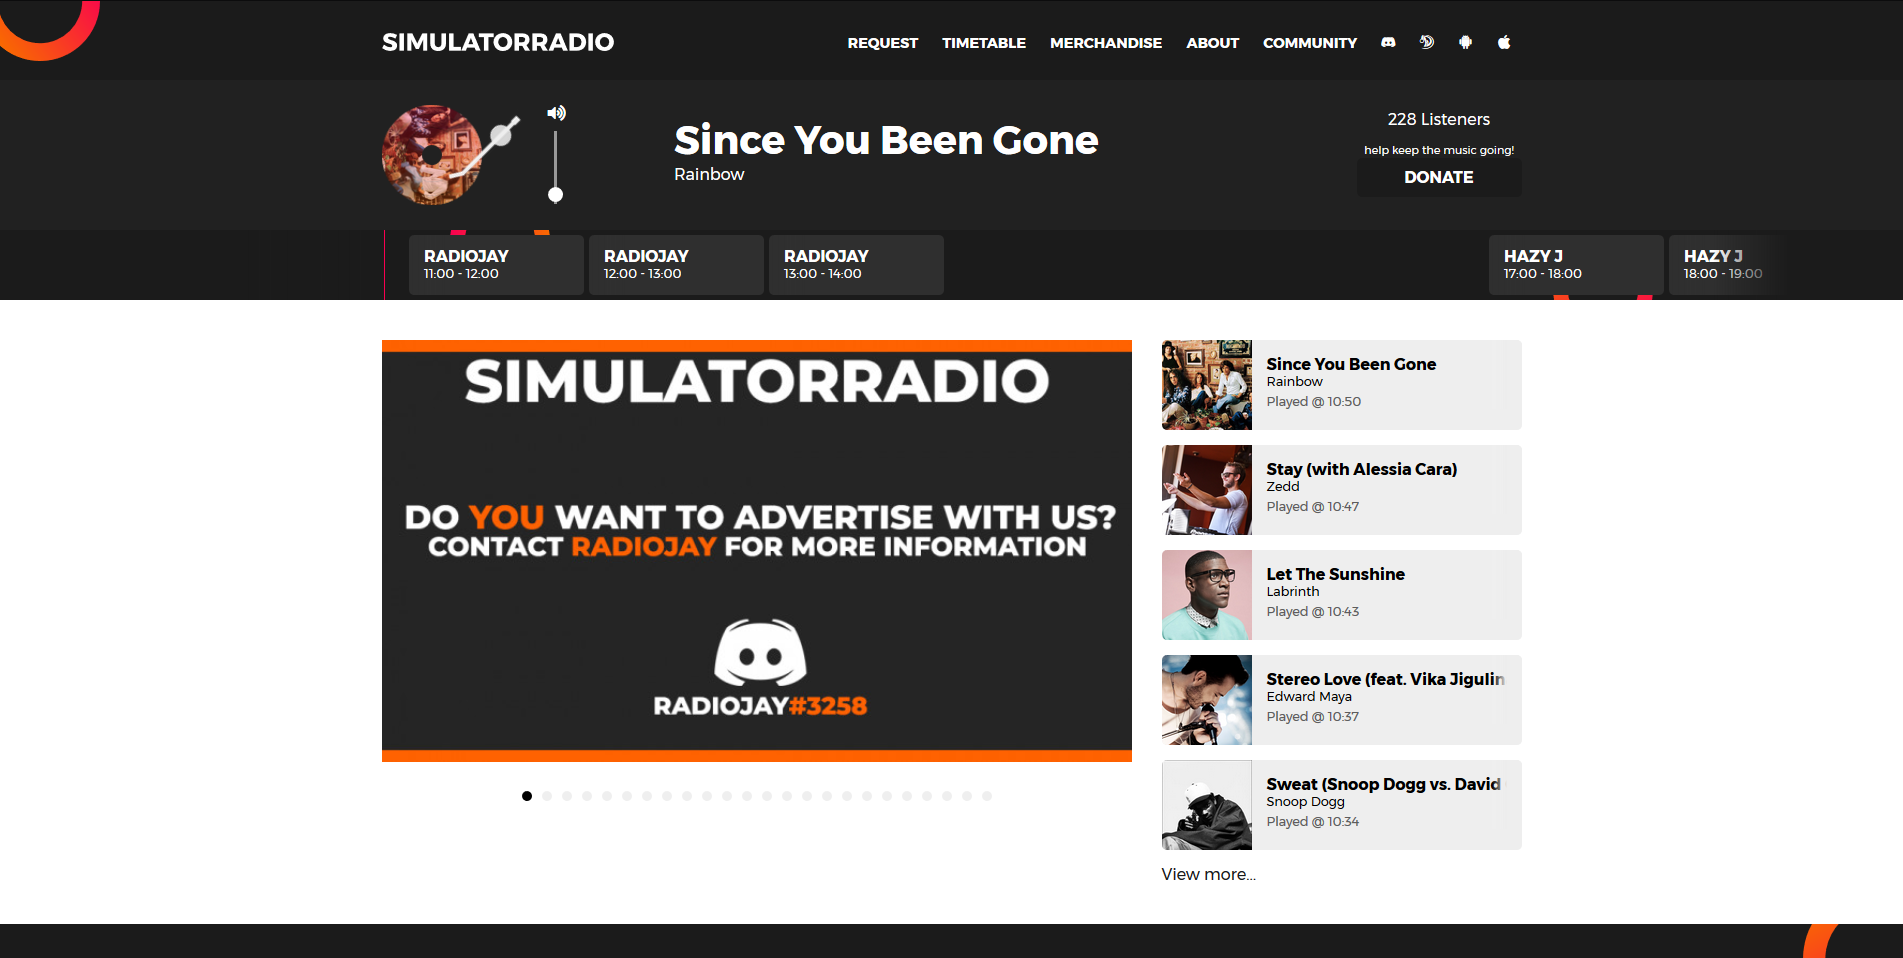 SIMULATORRADIO
REQUEST TIMETABLE MERCHANDISE ABOUT COMMUNITY
Since You Been Gone
Rainbow
228 Listeners
help keep the music going!
DONATE
RADIOJAY
11:00 - 12:00
RADIOJAY
12:00 - 13:00
RADIOJAY
13:00 - 14:00
HAZY J
17:00 - 18:00
HAZY J
18:00 - 19:00
SIMULATORRADIO
DO YOU WANT TO ADVERTISE WITH US?
CONTACT RADIOJAY FOR MORE INFORMATION
RADIOJAY#3258
Since You Been Gone
Rainbow
Played @ 10:50
Stay (with Alessia Cara)
Zedd
Played @ 10:47
Let The Sunshine
Labrinth
Played @ 10:43
Stereo Love (feat. Vika Jigulin
Edward Maya
Played @ 10:37
Sweat (Snoop Dogg vs. David
Snoop Dogg
Played @ 10:34
View more...